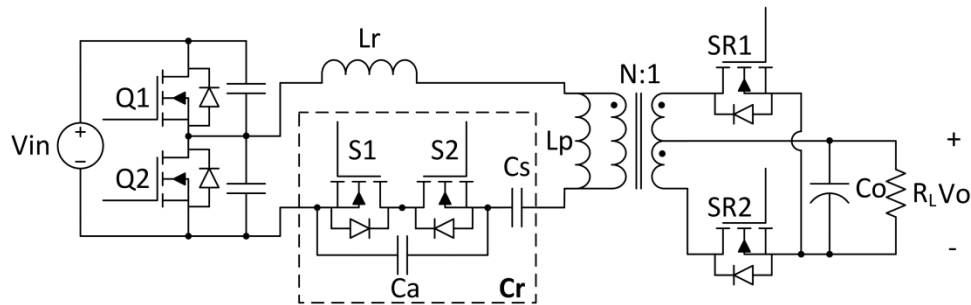 Lr
N:1
SR1
Q1
Vin
Q2
S1
S2
Cs
Lp
Ca
Cr
SR2
Co
RL
Vo
+
-
+
−